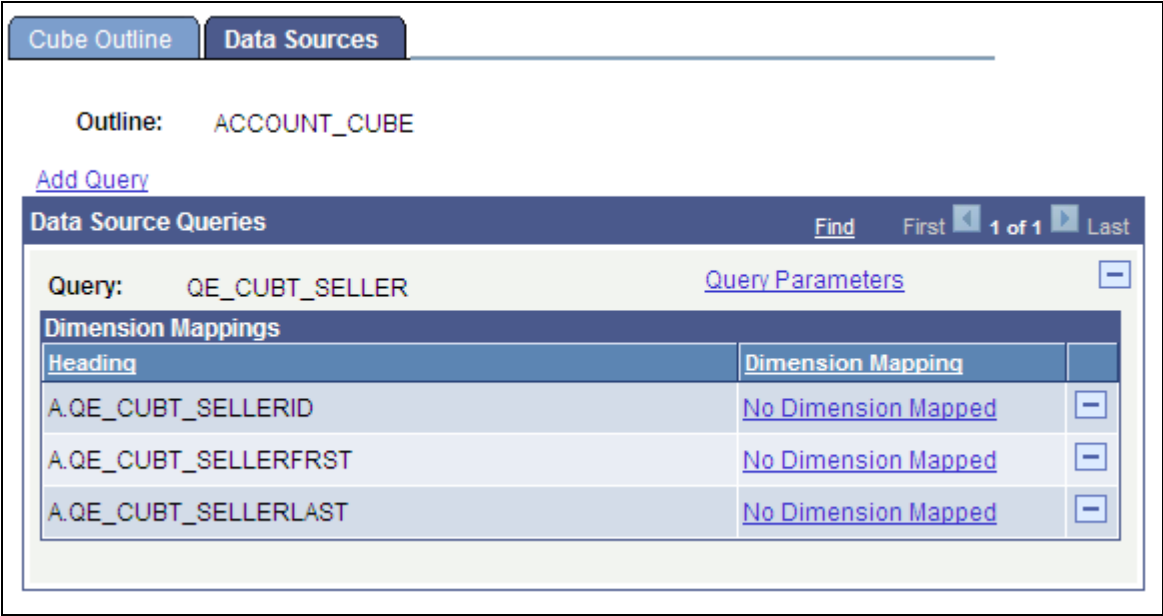 Cube Outline Data Sources
Outline: ACCOUNT_CUBE
Add Query
Data Source Queries Find First 1 of 1 Last
Query: QE_CUBT_SELLER Query Parameters
Dimension Mappings
Heading Dimension Mapping
A.QE_CUBT_SELLERID No Dimension Mapped
A.QE_CUBT_SELLERFRST No Dimension Mapped
A.QE_CUBT_SELLERLAST No Dimension Mapped